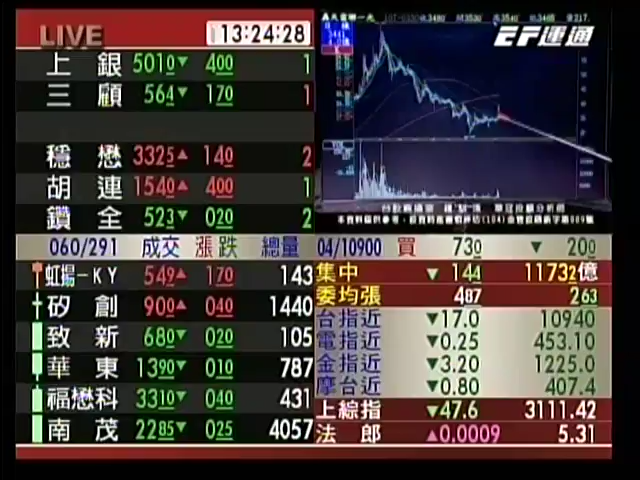 LIVE 13:24:28
上銀 5010▼ 400 1
三顧 564▼ 170 1
穩懋 3325▲ 140 2
胡連 1540▲ 400 1
鑽全 523▼ 020 2
060/291 成交 漲跌 總量
虹揚-KY 549▲ 170 143
矽創 900▲ 040 1440
致新 680▼ 020 105
華東 1390▼ 010 787
福懋科 3310▼ 040 431
南茂 2285▼ 025 4057
EF運通
04/10900 買 730 ▼ 200
集中 ▼ 144 11732億
委均張 487 263
台指近 ▼17.0 10940
電指近 ▼0.25 453.10
金指近 ▼3.20 1225.0
摩台近 ▼0.80 407.4
上綜指 ▼47.6 3111.42
法郎 ▲0.0009 5.31